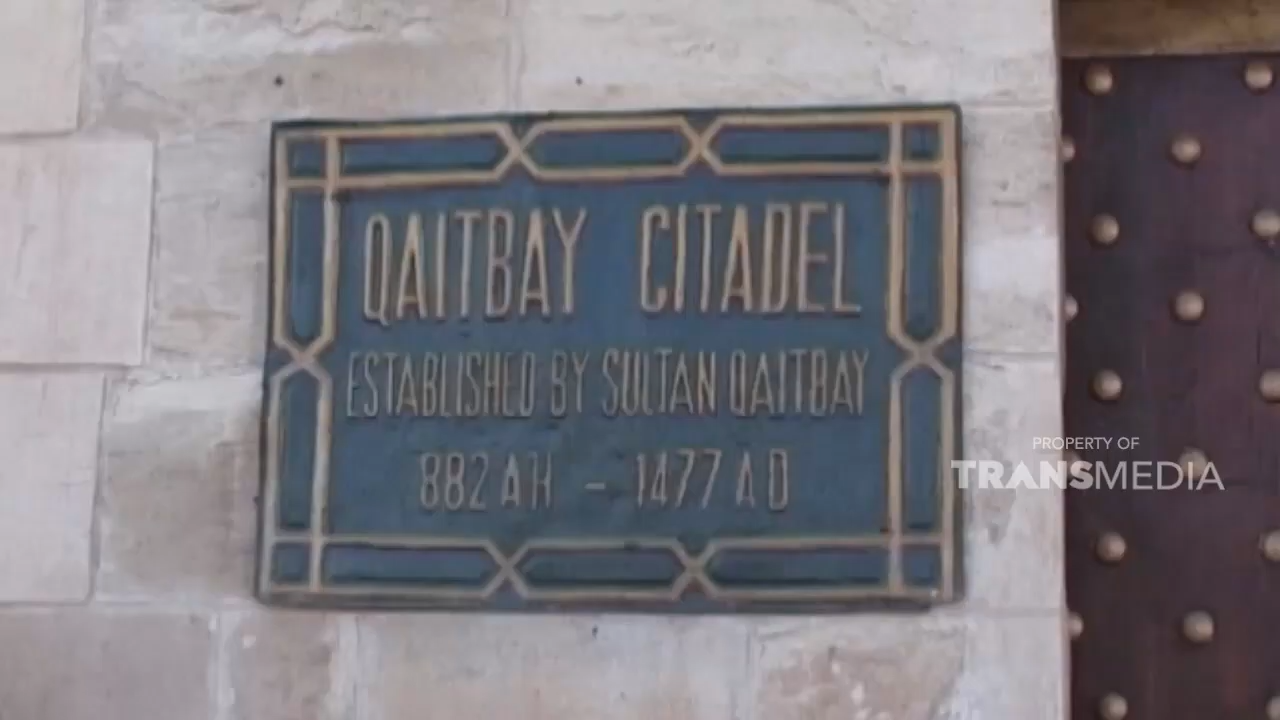 QAITBAY CITADEL
ESTABLISHED BY SULTAN QAITBAY
882 AH - 1477 AD
PROPERTY OF
TRANSMEDIA